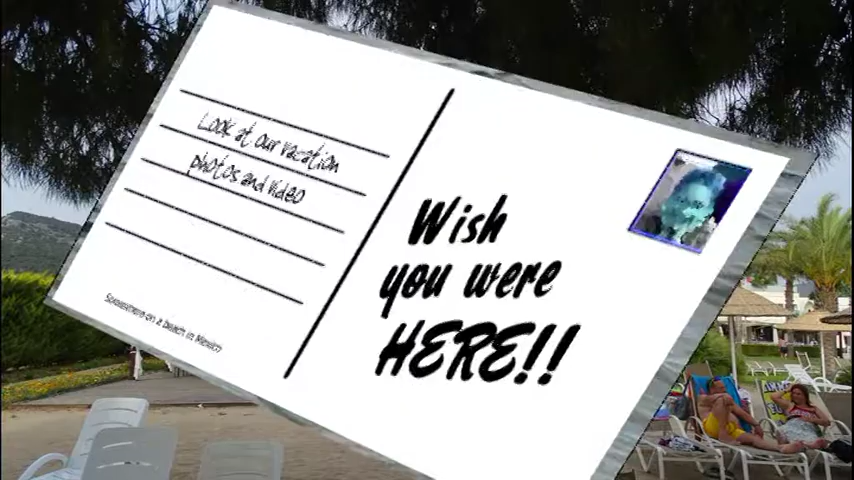 Look at our vacation
photos and video
Somewhere on a beach in Mexico
Wish
you were
HERE!!